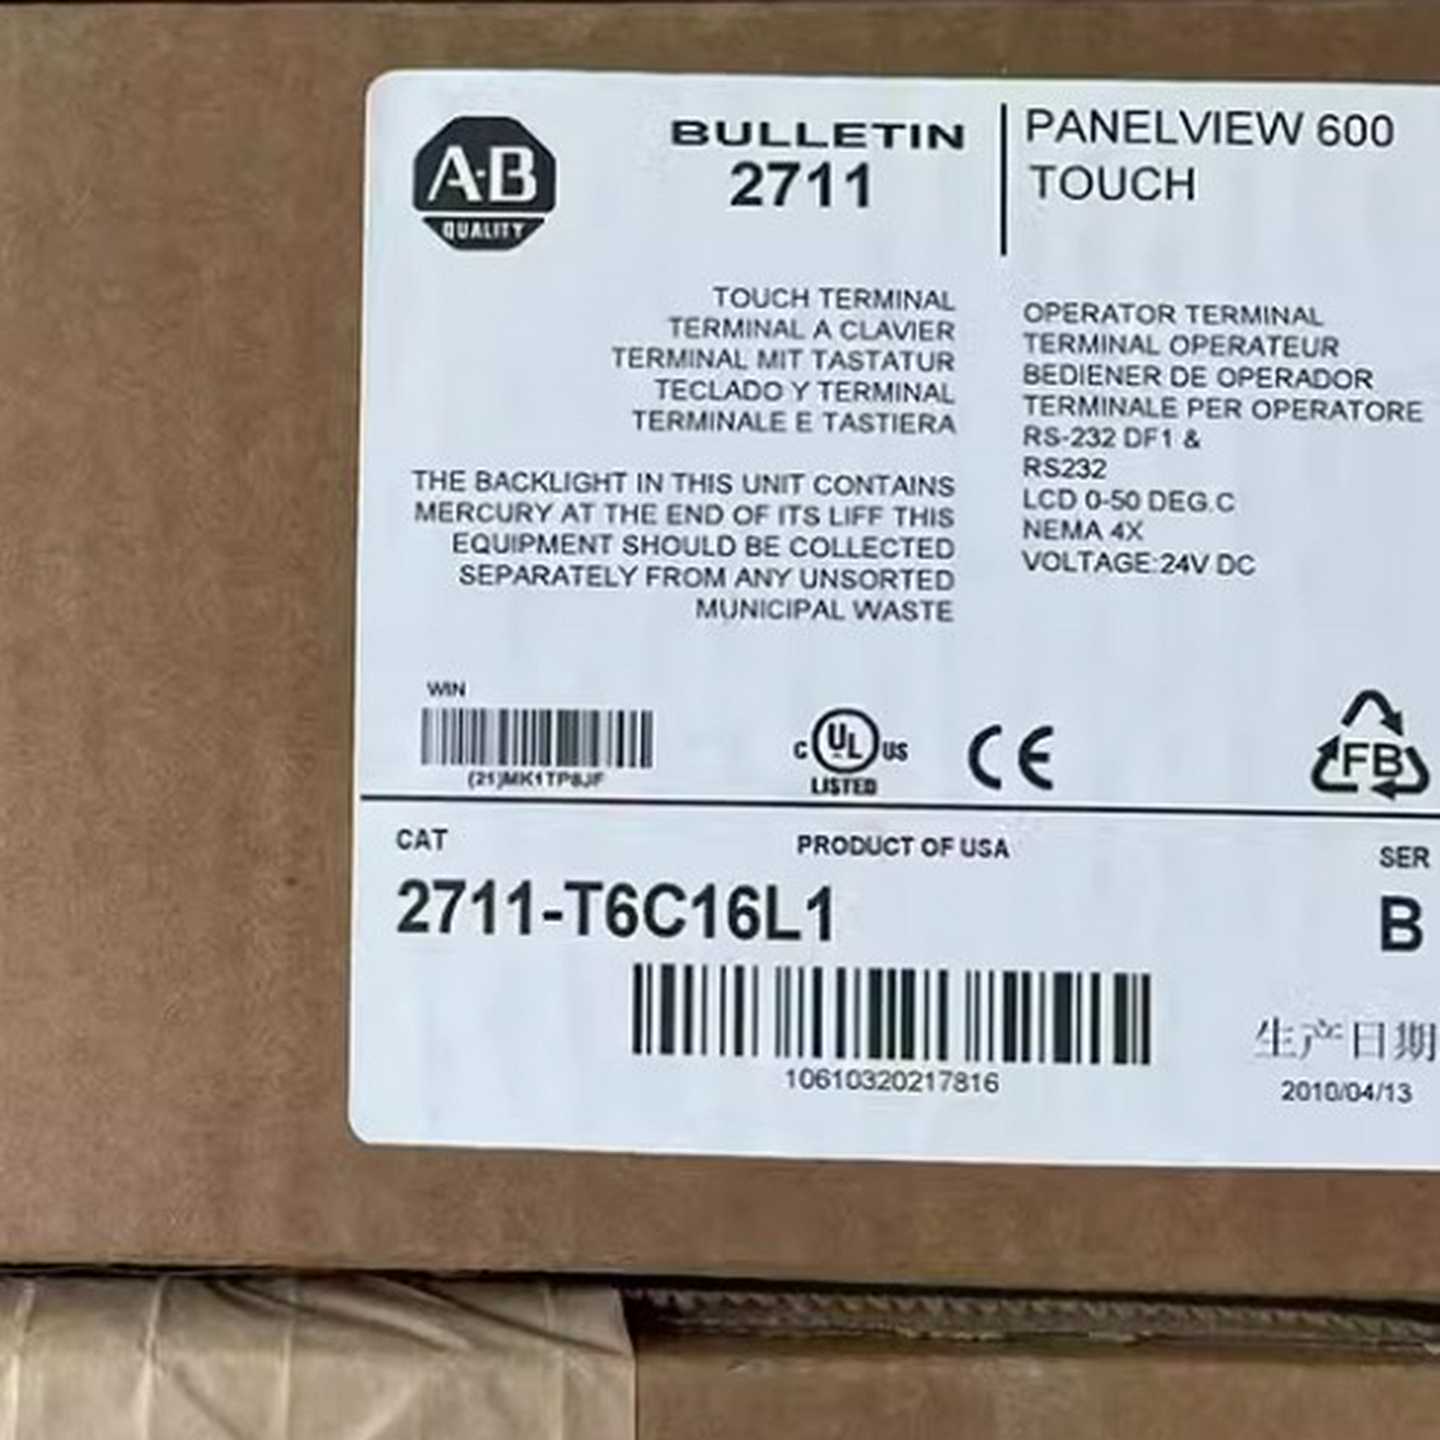 A-B
QUALITY
BULLETIN
2711
PANELVIEW 600
TOUCH
TOUCH TERMINAL
TERMINAL A CLAVIER
TERMINAL MIT TASTATUR
TECLADO Y TERMINAL
TERMINALE E TASTIERA
THE BACKLIGHT IN THIS UNIT CONTAINS
MERCURY AT THE END OF ITS LIFF THIS
EQUIPMENT SHOULD BE COLLECTED
SEPARATELY FROM ANY UNSORTED
MUNICIPAL WASTE
OPERATOR TERMINAL
TERMINAL OPERATEUR
BEDIENER DE OPERADOR
TERMINALE PER OPERATORE
RS-232 DF1 &
RS232
LCD 0-50 DEG.C
NEMA 4X
VOLTAGE:24V DC
WIN
(21)MK1TP8JF
C UL US
LISTED
CE
FB
CAT
PRODUCT OF USA
SER
2711-T6C16L1
B
10610320217816
生产日期
2010/04/13